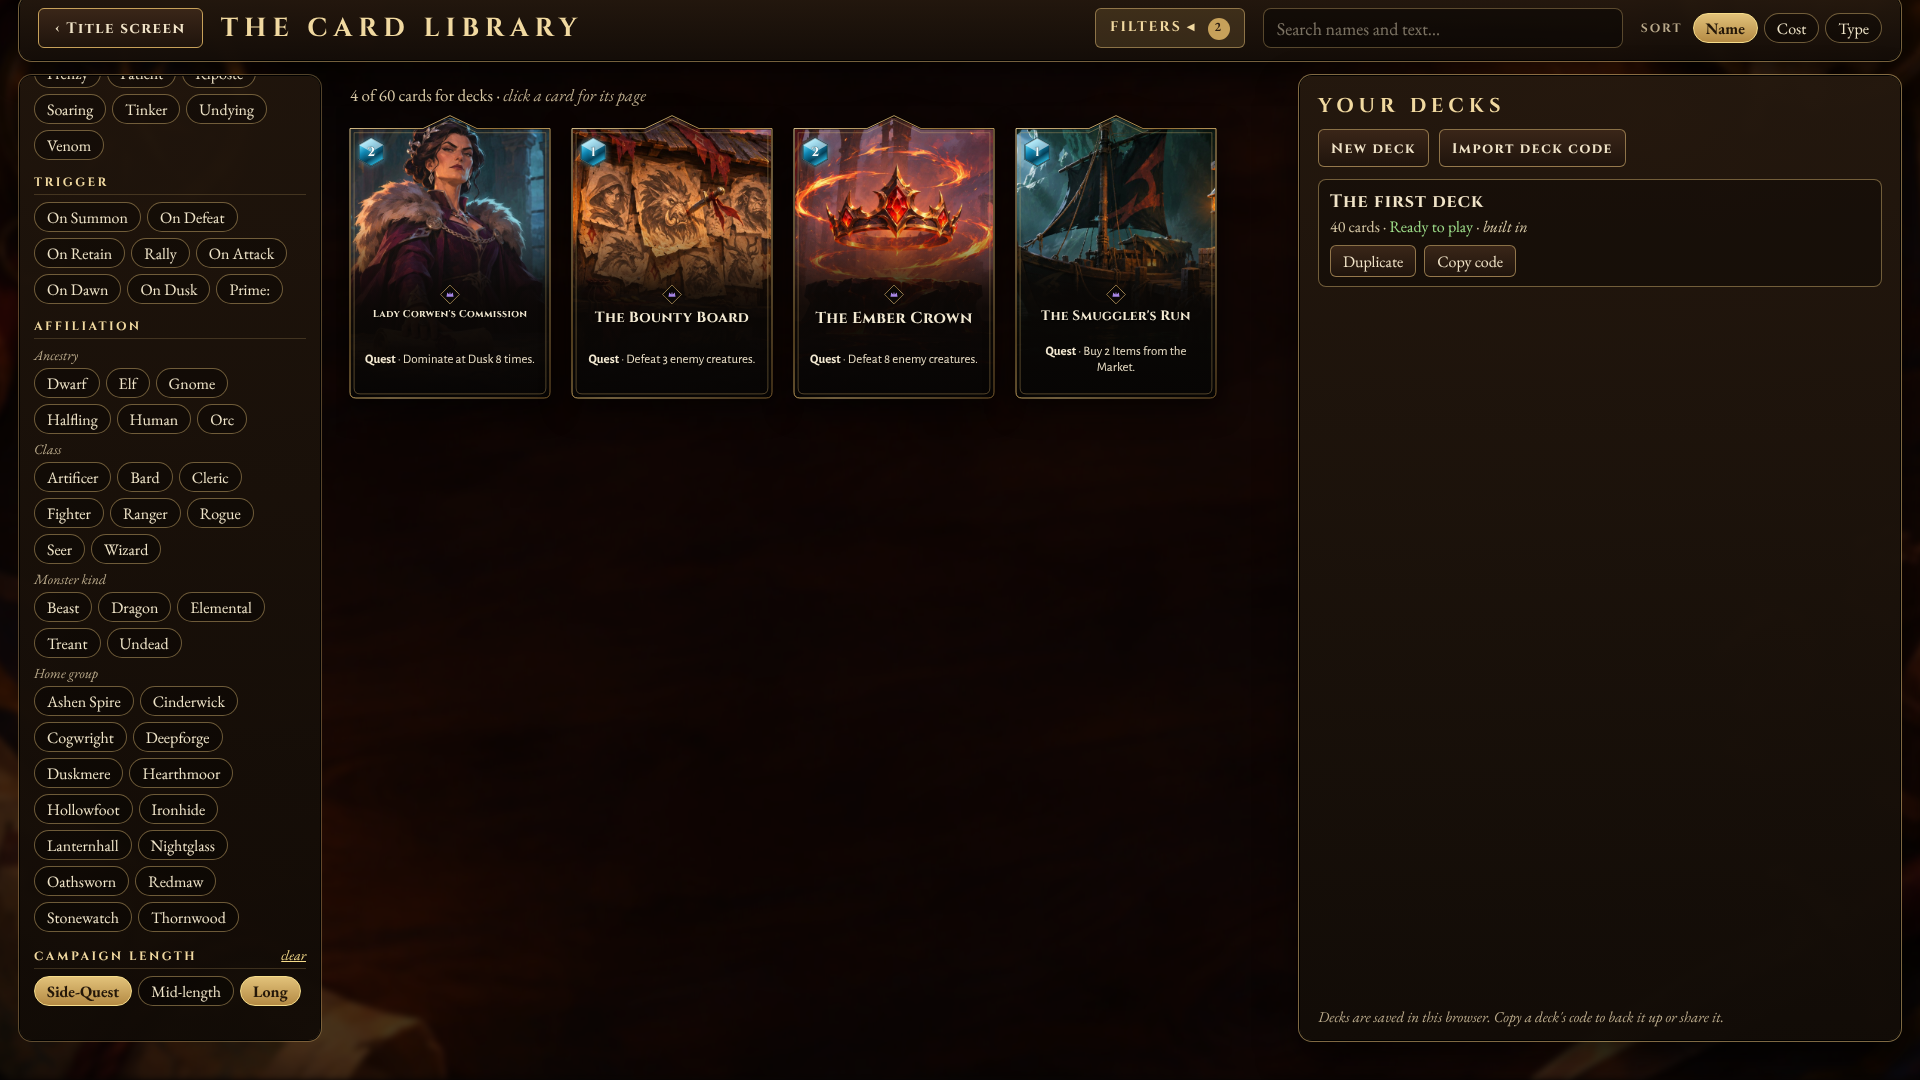 ‹ Title screen
THE CARD LIBRARY
FILTERS ◂ 2
Search names and text...
SORT
Name
Cost
Type
Frenzy
Patient
Riposte
Soaring
Tinker
Undying
Venom
TRIGGER
On Summon
On Defeat
On Retain
Rally
On Attack
On Dawn
On Dusk
Prime:
AFFILIATION
Ancestry
Dwarf
Elf
Gnome
Halfling
Human
Orc
Class
Artificer
Bard
Cleric
Fighter
Ranger
Rogue
Seer
Wizard
Monster kind
Beast
Dragon
Elemental
Treant
Undead
Home group
Ashen Spire
Cinderwick
Cogwright
Deepforge
Duskmere
Hearthmoor
Hollowfoot
Ironhide
Lanternhall
Nightglass
Oathsworn
Redmaw
Stonewatch
Thornwood
CAMPAIGN LENGTH
clear
Side-Quest
Mid-length
Long
4 of 60 cards for decks · click a card for its page
2
Lady Corwen's Commission
Quest · Dominate at Dusk 8 times.
1
The Bounty Board
Quest · Defeat 3 enemy creatures.
2
The Ember Crown
Quest · Defeat 8 enemy creatures.
1
The Smuggler's Run
Quest · Buy 2 Items from the
Market.
YOUR DECKS
New deck
Import deck code
The First Deck
40 cards · Ready to play · built in
Duplicate
Copy code
Decks are saved in this browser. Copy a deck's code to back it up or share it.